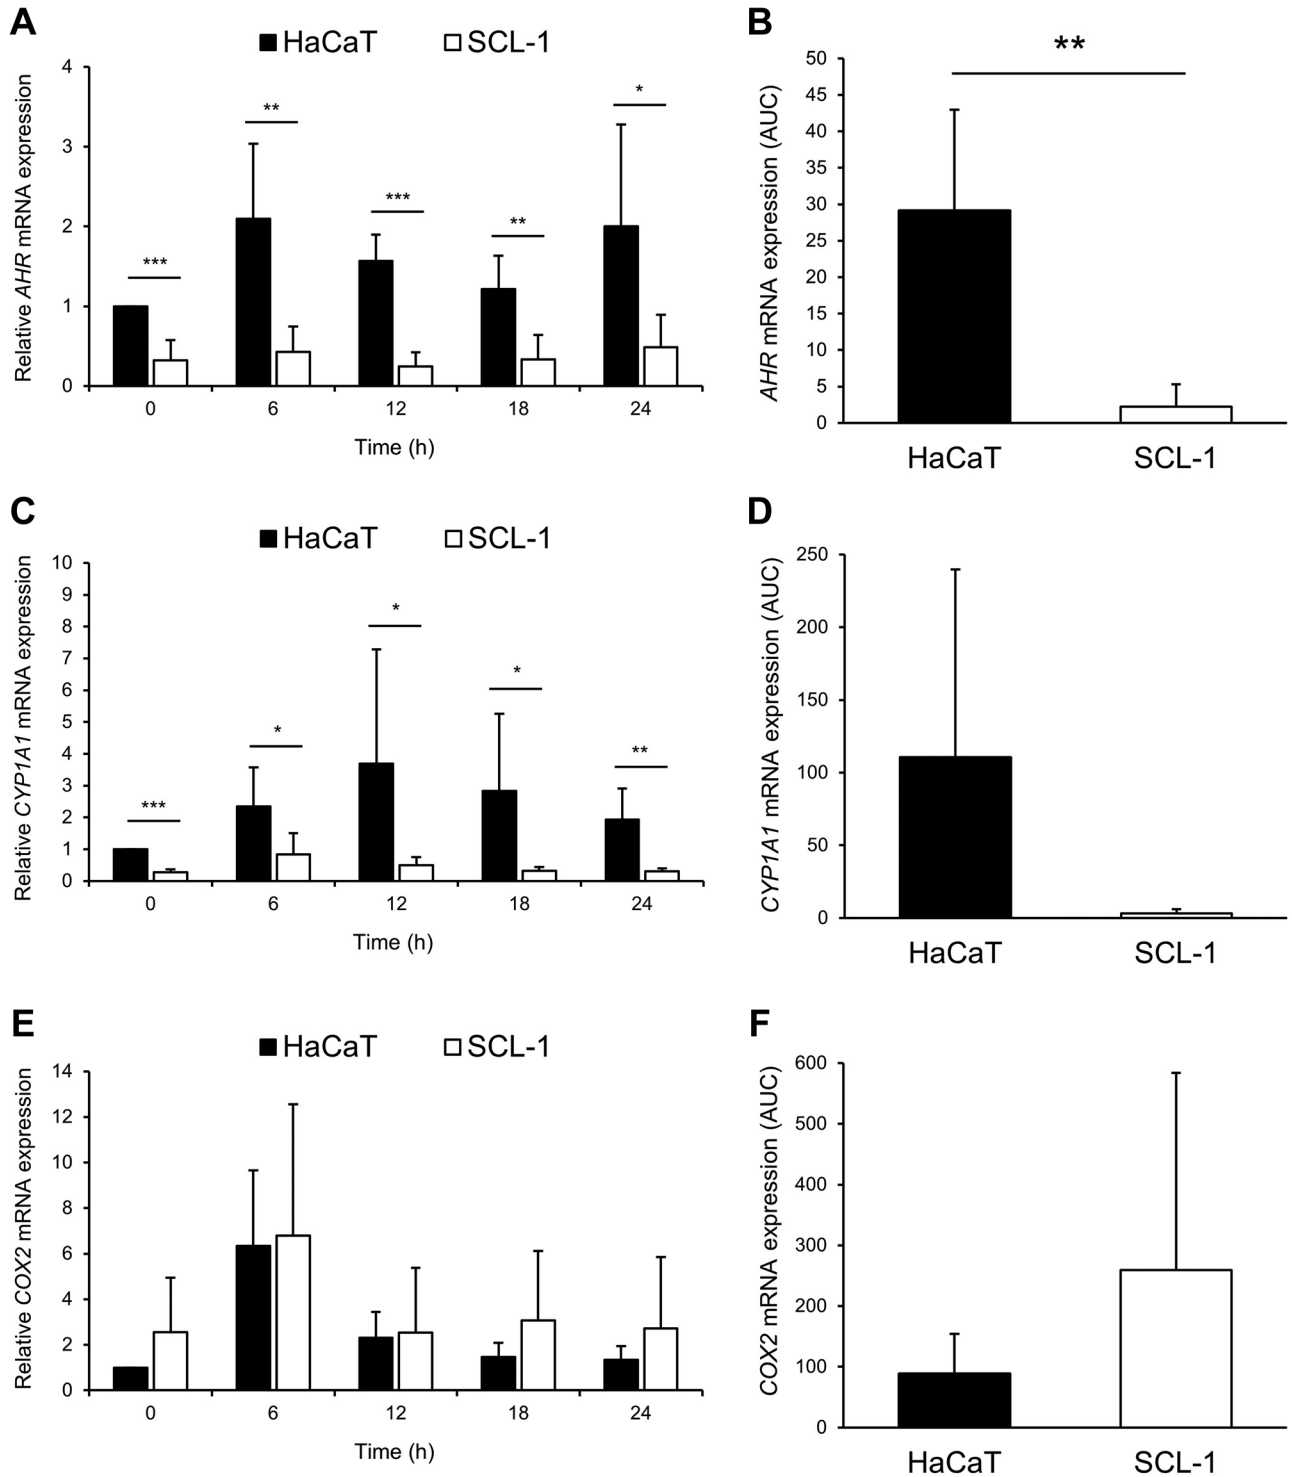 A
HaCaT SCL-1
Relative AHR mRNA expression
4
3
2
1
0
***
**
***
**
*
0 6 12 18 24
Time (h)
B
**
AHR mRNA expression (AUC)
50
45
40
35
30
25
20
15
10
5
0
HaCaT SCL-1
C
HaCaT SCL-1
Relative CYP1A1 mRNA expression
10
9
8
7
6
5
4
3
2
1
0
***
*
*
*
**
0 6 12 18 24
Time (h)
D
CYP1A1 mRNA expression (AUC)
250
200
150
100
50
0
HaCaT SCL-1
E
HaCaT SCL-1
Relative COX2 mRNA expression
14
12
10
8
6
4
2
0
0 6 12 18 24
Time (h)
F
COX2 mRNA expression (AUC)
600
500
400
300
200
100
0
HaCaT SCL-1